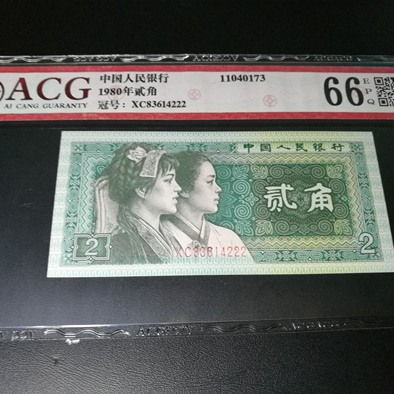 ACG
AI CANG GUARANTY
中国人民银行
1980年贰角
冠号: XC83614222
11040173
66
EPQ
中国人民银行
贰角
XC83614222
2
2